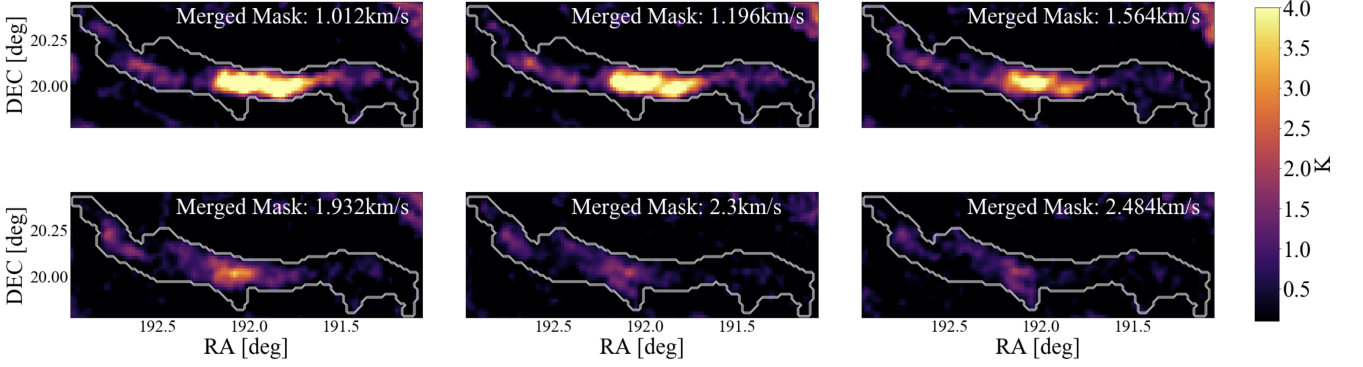 Merged Mask: 1.012km/s
Merged Mask: 1.196km/s
Merged Mask: 1.564km/s
DEC [deg]
20.25
20.00
Merged Mask: 1.932km/s
Merged Mask: 2.3km/s
Merged Mask: 2.484km/s
DEC [deg]
20.25
20.00
192.5 192.0 191.5
RA [deg]
192.5 192.0 191.5
RA [deg]
192.5 192.0 191.5
RA [deg]
4.0
3.5
3.0
2.5
2.0
1.5
1.0
0.5
K